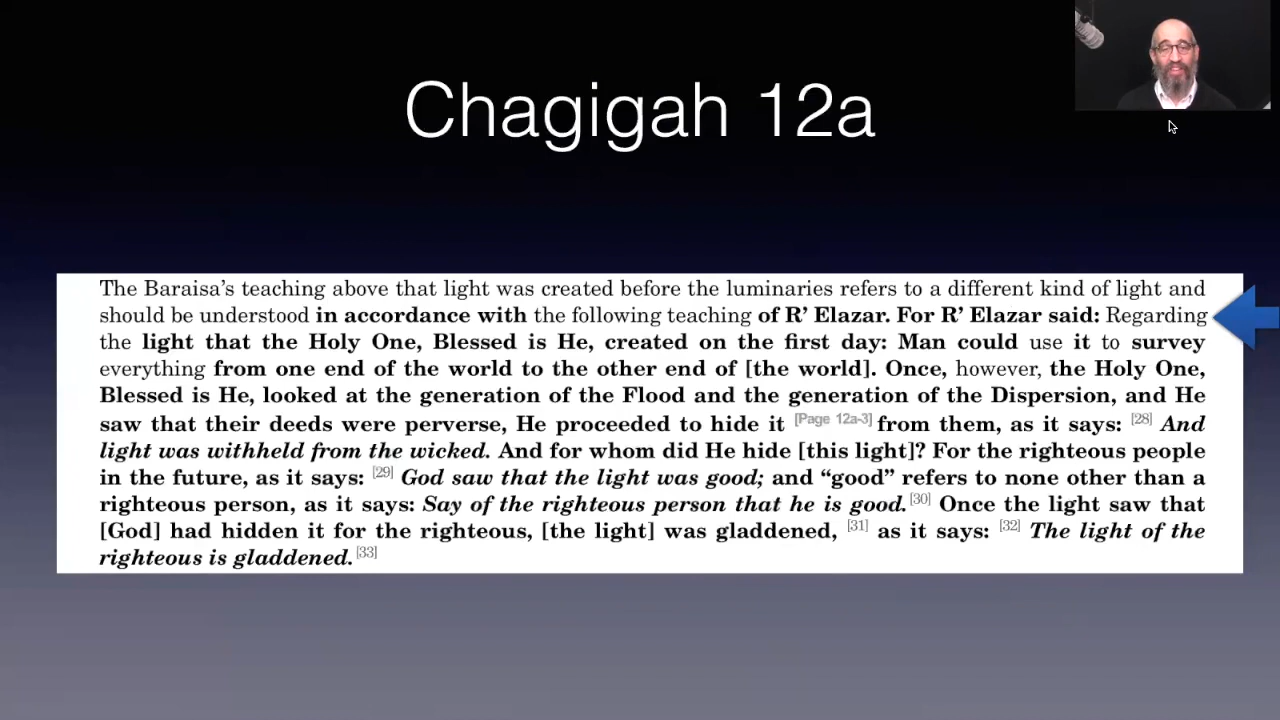 Chagigah 12a
The Baraisa’s teaching above that light was created before the luminaries refers to a different kind of light and
should be understood in accordance with the following teaching of R’ Elazar. For R’ Elazar said: Regarding
the light that the Holy One, Blessed is He, created on the first day: Man could use it to survey
everything from one end of the world to the other end of [the world]. Once, however, the Holy One,
Blessed is He, looked at the generation of the Flood and the generation of the Dispersion, and He
saw that their deeds were perverse, He proceeded to hide it [Page 12a-3] from them, as it says: [28] And
light was withheld from the wicked. And for whom did He hide [this light]? For the righteous people
in the future, as it says: [29] God saw that the light was good; and “good” refers to none other than a
righteous person, as it says: Say of the righteous person that he is good.[30] Once the light saw that
[God] had hidden it for the righteous, [the light] was gladdened, [31] as it says: [32] The light of the
righteous is gladdened.[33]